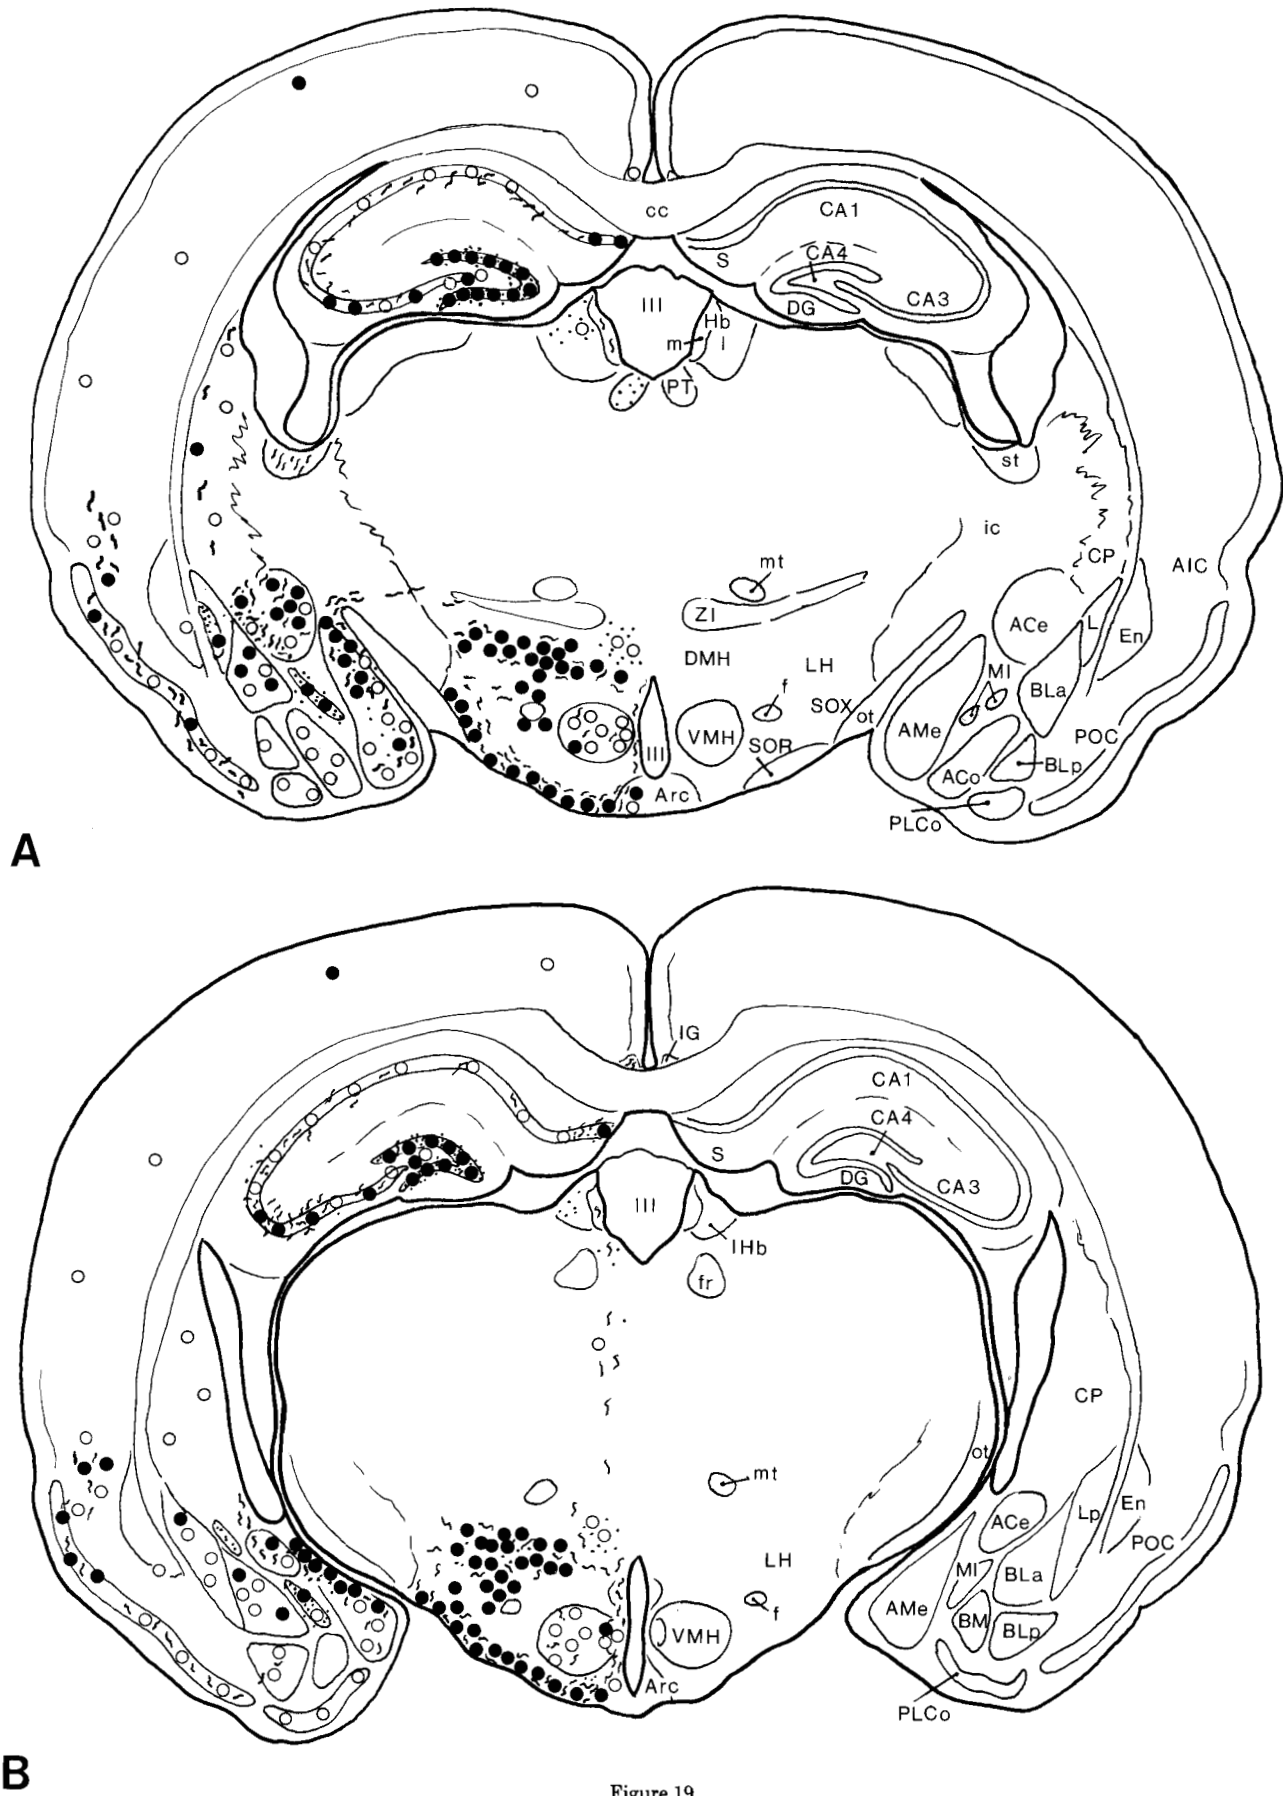 cc
CA1
S
CA4
CA3
DG
III
Hb
m
l
PT
st
ic
mt
CP
AIC
ZI
ACe
L
En
DMH
LH
MI
BLa
f
SOX
ot
AMe
VMH
SOR
POC
III
BLp
ACo
Arc
PLCo
A
IG
CA1
CA4
S
DG
CA3
III
lHb
fr
CP
ot
mt
ACe
Lp
En
POC
LH
MI
BLa
f
AMe
BM
BLp
VMH
Arc
PLCo
B
Figure 19